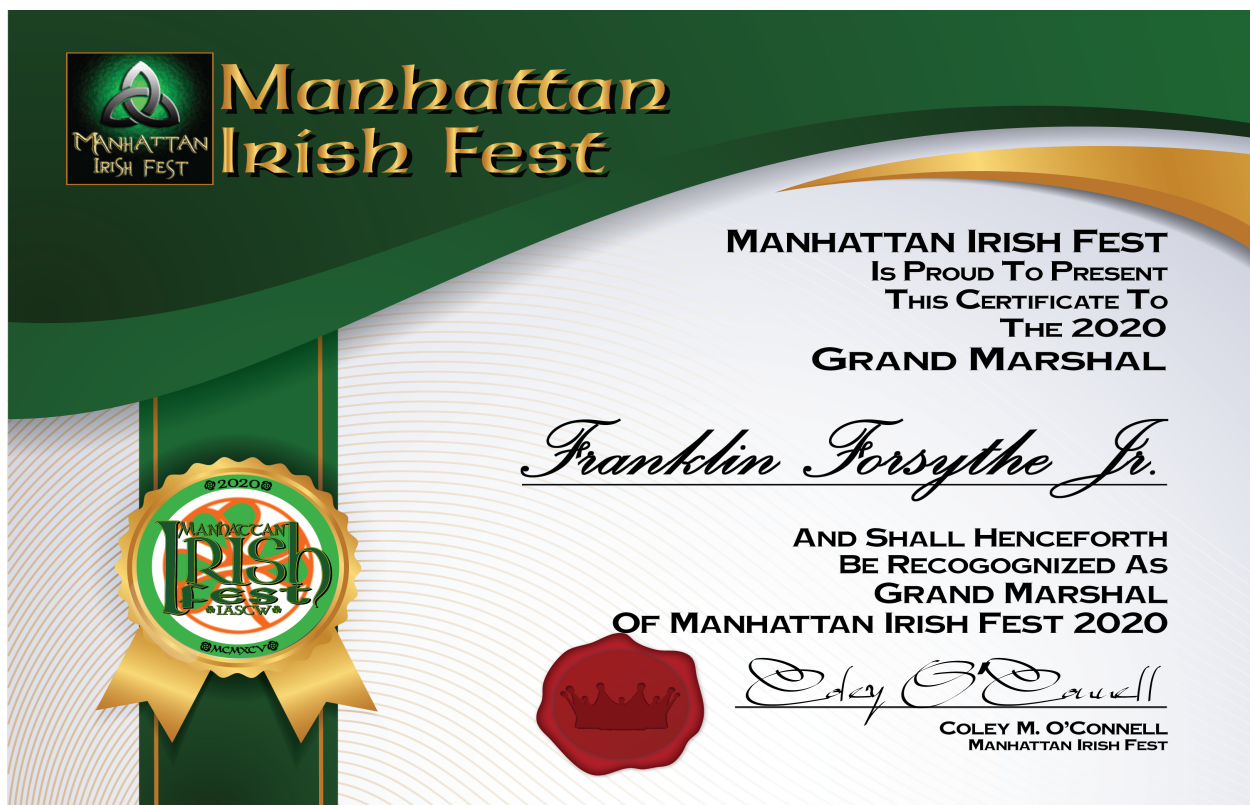 Manhattan
Irish Fest
Manhattan
Irish Fest
Manhattan Irish Fest
Is Proud To Present
This Certificate To
The 2020
Grand Marshal
Franklin Forsythe Jr.
And Shall Henceforth
Be Recogognized As
Grand Marshal
Of Manhattan Irish Fest 2020
Coley O'Connell
Coley M. O'Connell
Manhattan Irish Fest
2020
Manhattan
Irish
Fest
IASCW
MCMXCV